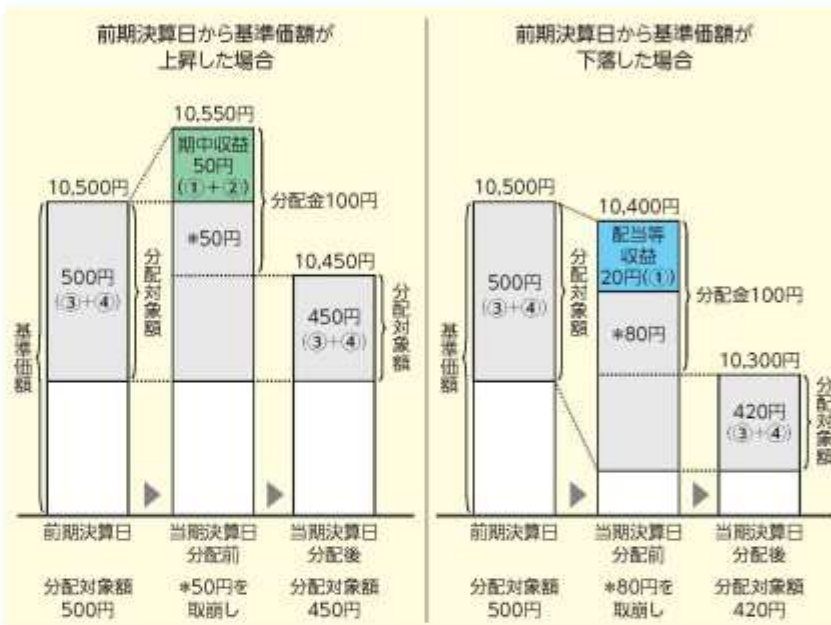 前期決算日から基準価額が
上昇した場合
10,550円
期中収益
50円
(①+②)
10,500円
分配金100円
*50円
10,450円
500円
(③+④)
分配対象額
450円
(③+④)
分配対象額
基準価額
前期決算日
当期決算日
分配前
当期決算日
分配後
分配対象額
500円
*50円を
取崩し
分配対象額
450円
前期決算日から基準価額が
下落した場合
10,500円
10,400円
配当等
収益
20円(①)
分配金100円
500円
(③+④)
分配対象額
*80円
10,300円
420円
(③+④)
分配対象額
基準価額
前期決算日
当期決算日
分配前
当期決算日
分配後
分配対象額
500円
*80円を
取崩し
分配対象額
420円